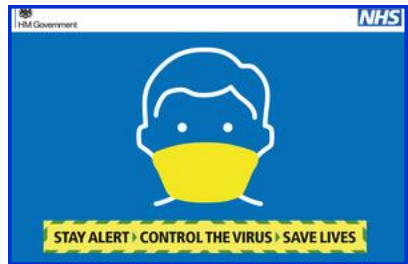 HM Government
NHS
STAY ALERT CONTROL THE VIRUS SAVE LIVES